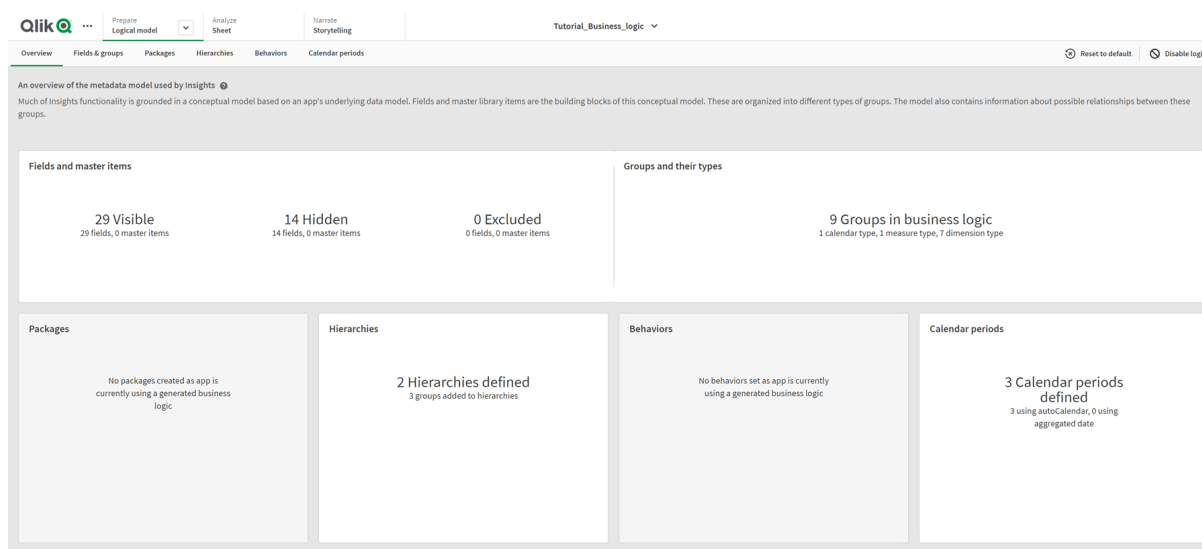 Qlik
Prepare
Logical model
Analyze
Sheet
Narrate
Storytelling
Tutorial_Business_logic
Overview Fields & groups Packages Hierarchies Behaviors Calendar periods
Reset to default
Disable logi
An overview of the metadata model used by Insights
Much of Insights functionality is grounded in a conceptual model based on an app's underlying data model. Fields and master library items are the building blocks of this conceptual model. These are organized into different types of groups. The model also contains information about possible relationships between these
groups.
Fields and master items
29 Visible
29 fields, 0 master items
14 Hidden
14 fields, 0 master items
0 Excluded
0 fields, 0 master items
Groups and their types
9 Groups in business logic
1 calendar type, 1 measure type, 7 dimension type
Packages
No packages created as app is
currently using a generated business
logic
Hierarchies
2 Hierarchies defined
3 groups added to hierarchies
Behaviors
No behaviors set as app is currently
using a generated business logic
Calendar periods
3 Calendar periods
defined
3 using autoCalendar, 0 using
aggregated date